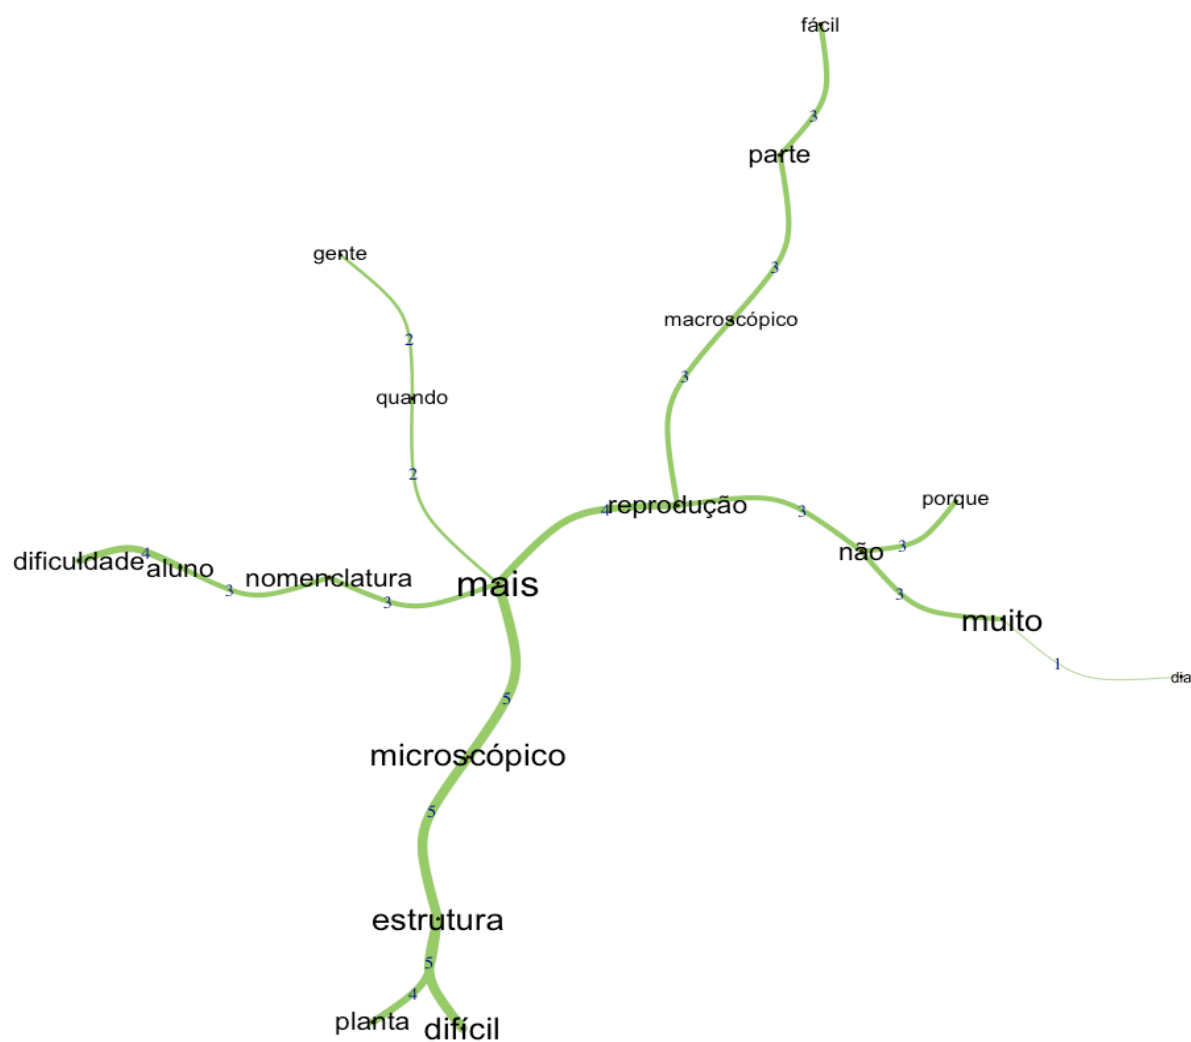 fácil
3
parte
gente
3
macroscópico
2
3
quando
2
porque
reprodução
4
3
não
3
dificuldade
4
aluno
nomenclatura
mais
3
3
3
muito
1
dia
5
microscópico
5
estrutura
5
4
planta
difícil